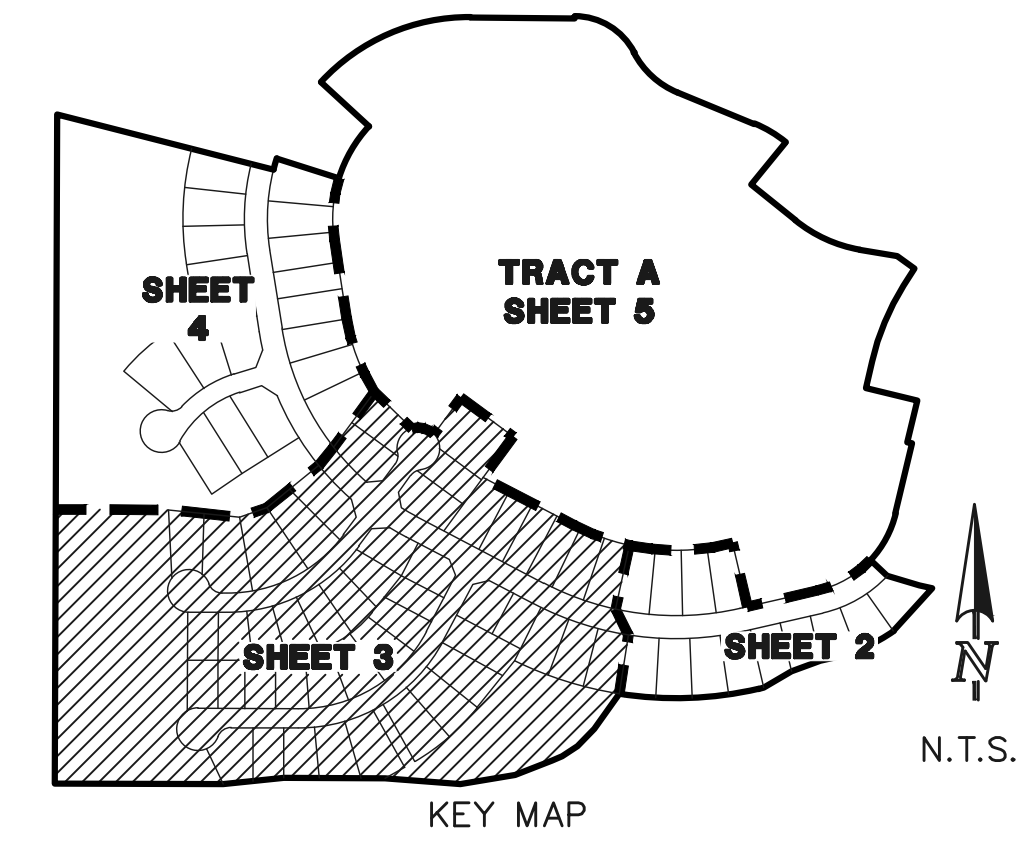 TRACT A
SHEET 5
SHEET
4
SHEET 3
SHEET 2
N
N.T.S.
KEY MAP